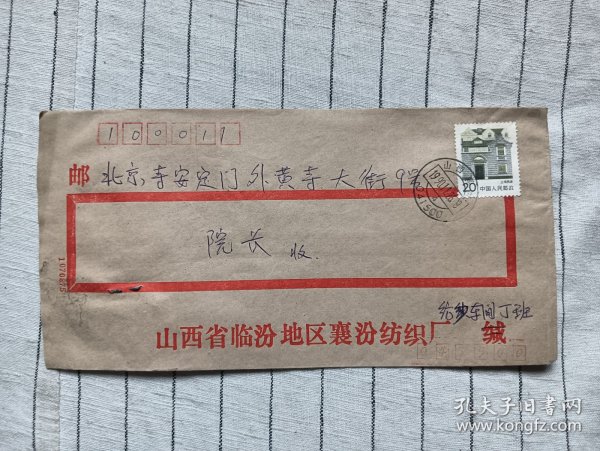 100011
邮 北京市安定门外黄寺大街9号
20
中国人民邮政
院长 收.
给纱车间丁班
山西省临汾地区襄汾纺织厂 缄
孔夫子旧书网
www.kongfz.com